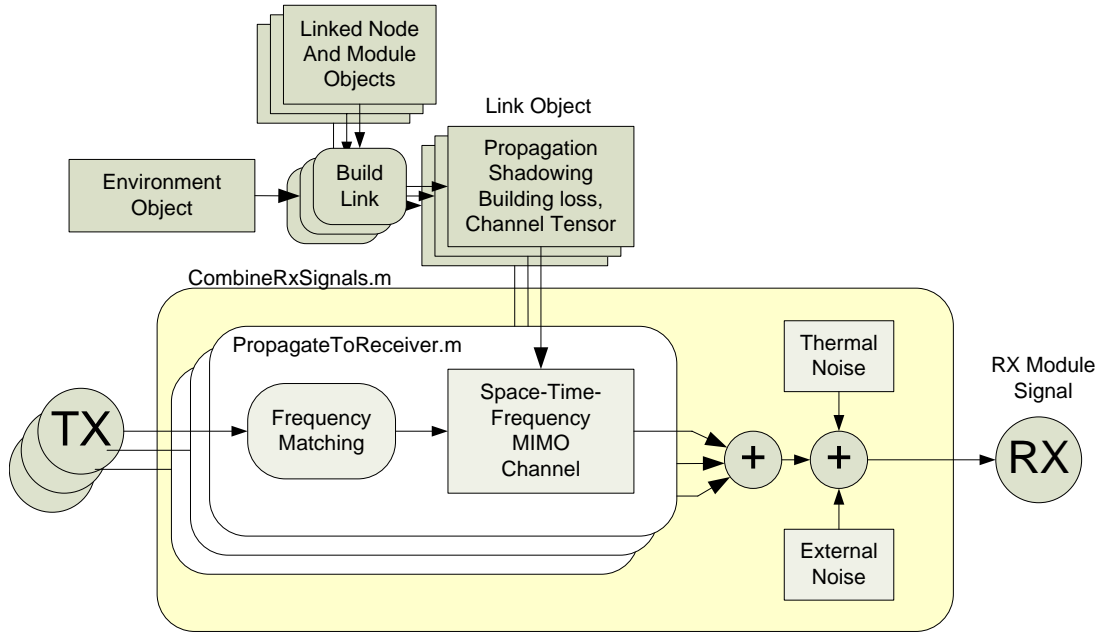 Linked Node
And Module
Objects
Link Object
Environment
Object
Build
Link
Propagation
Shadowing
Building loss,
Channel Tensor
CombineRxSignals.m
PropagateToReceiver.m
TX
Frequency
Matching
Space-Time-
Frequency
MIMO
Channel
+
+
Thermal
Noise
External
Noise
RX Module
Signal
RX